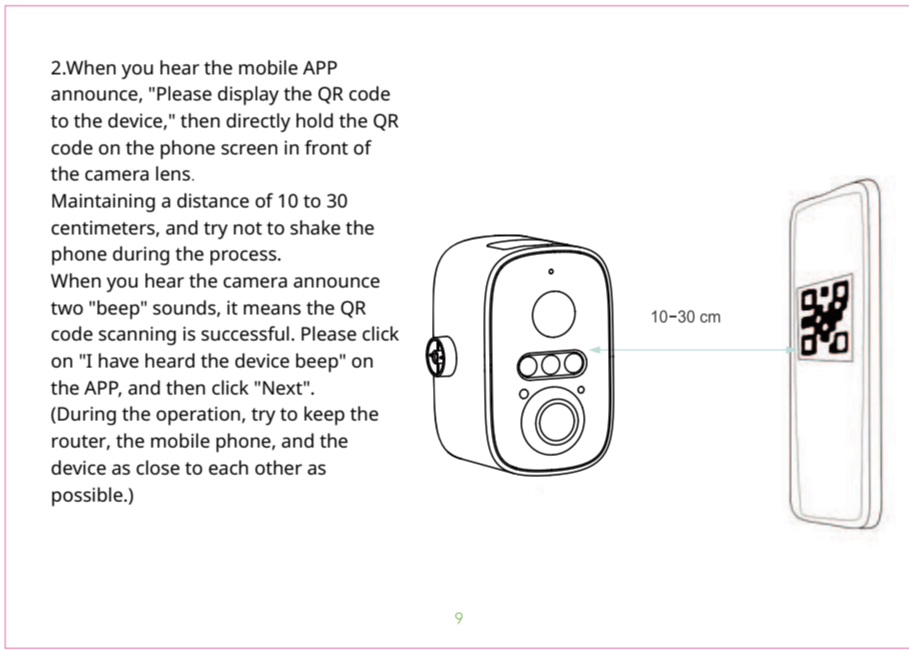 2.When you hear the mobile APP
announce, "Please display the QR code
to the device," then directly hold the QR
code on the phone screen in front of
the camera lens.
Maintaining a distance of 10 to 30
centimeters, and try not to shake the
phone during the process.
When you hear the camera announce
two "beep" sounds, it means the QR
code scanning is successful. Please click
on "I have heard the device beep" on
the APP, and then click "Next".
(During the operation, try to keep the
router, the mobile phone, and the
device as close to each other as
possible.)
10-30 cm
9